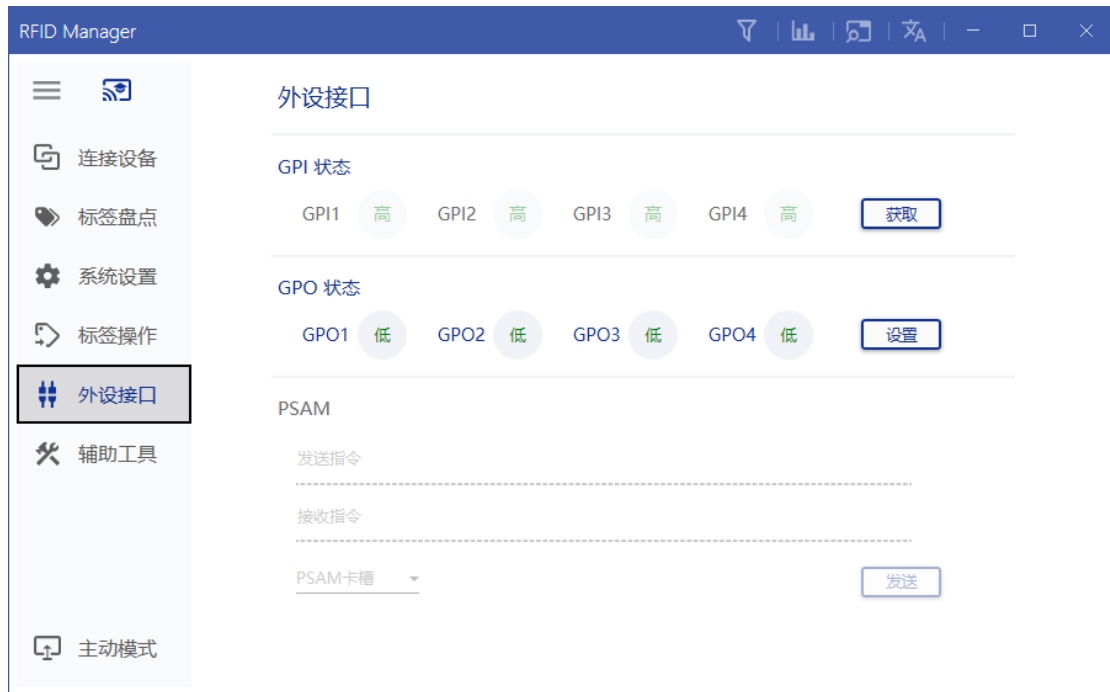 RFID Manager
外设接口
连接设备
标签盘点
系统设置
标签操作
外设接口
辅助工具
主动模式
GPI 状态
GPI1 高 GPI2 高 GPI3 高 GPI4 高 获取
GPO 状态
GPO1 低 GPO2 低 GPO3 低 GPO4 低 设置
PSAM
发送指令
接收指令
PSAM卡槽 发送